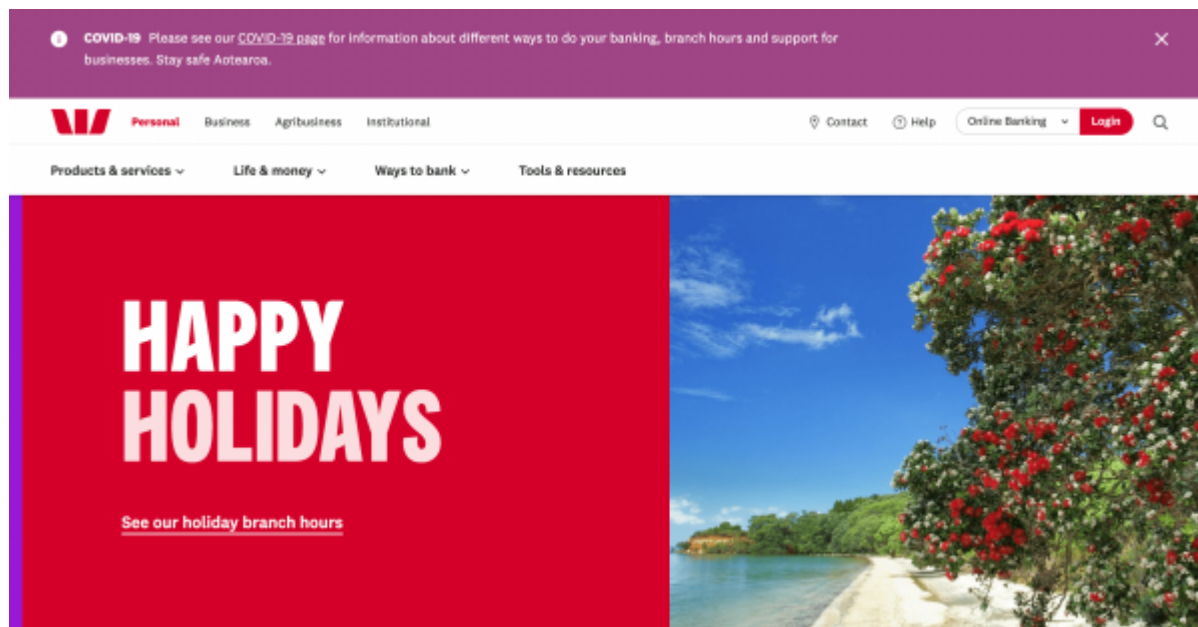 COVID-19 Please see our COVID-19 page for information about different ways to do your banking, branch hours and support for
businesses. Stay safe Aotearoa.
Personal Business Agribusiness Institutional Contact Help Online Banking Login
Products & services Life & money Ways to bank Tools & resources
HAPPY
HOLIDAYS
See our holiday branch hours